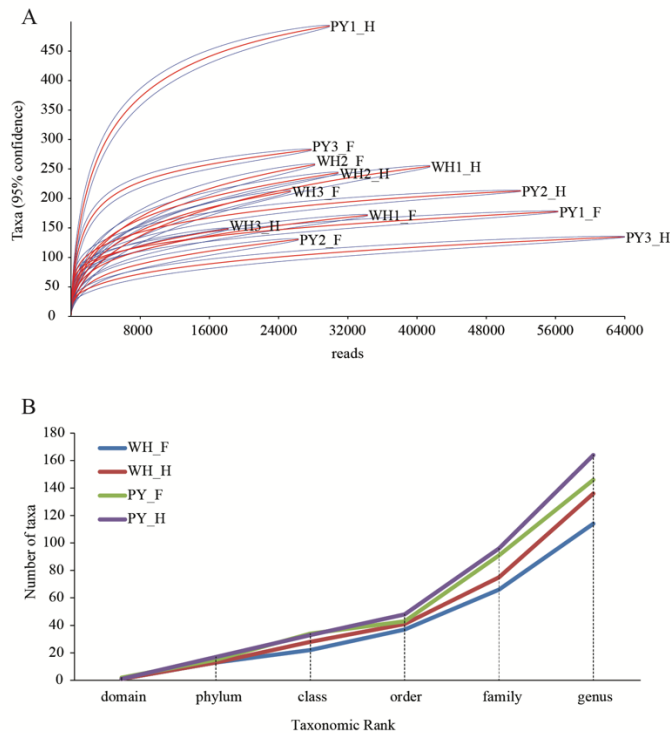 A
Taxa (95% confidence)
450
400
350
300
250
200
150
100
50
0
PY1_H
PY3_F
WH2_F
WH2_H
WH1_H
WH3_F
PY2_H
WH1_F
PY1_F
WH3_H
PY2_F
PY3_H
8000 16000 24000 32000 40000 48000 56000 64000
reads
B
Number of taxa
180
160
140
120
100
80
60
40
20
0
WH_F
WH_H
PY_F
PY_H
domain phylum class order family genus
Taxonomic Rank